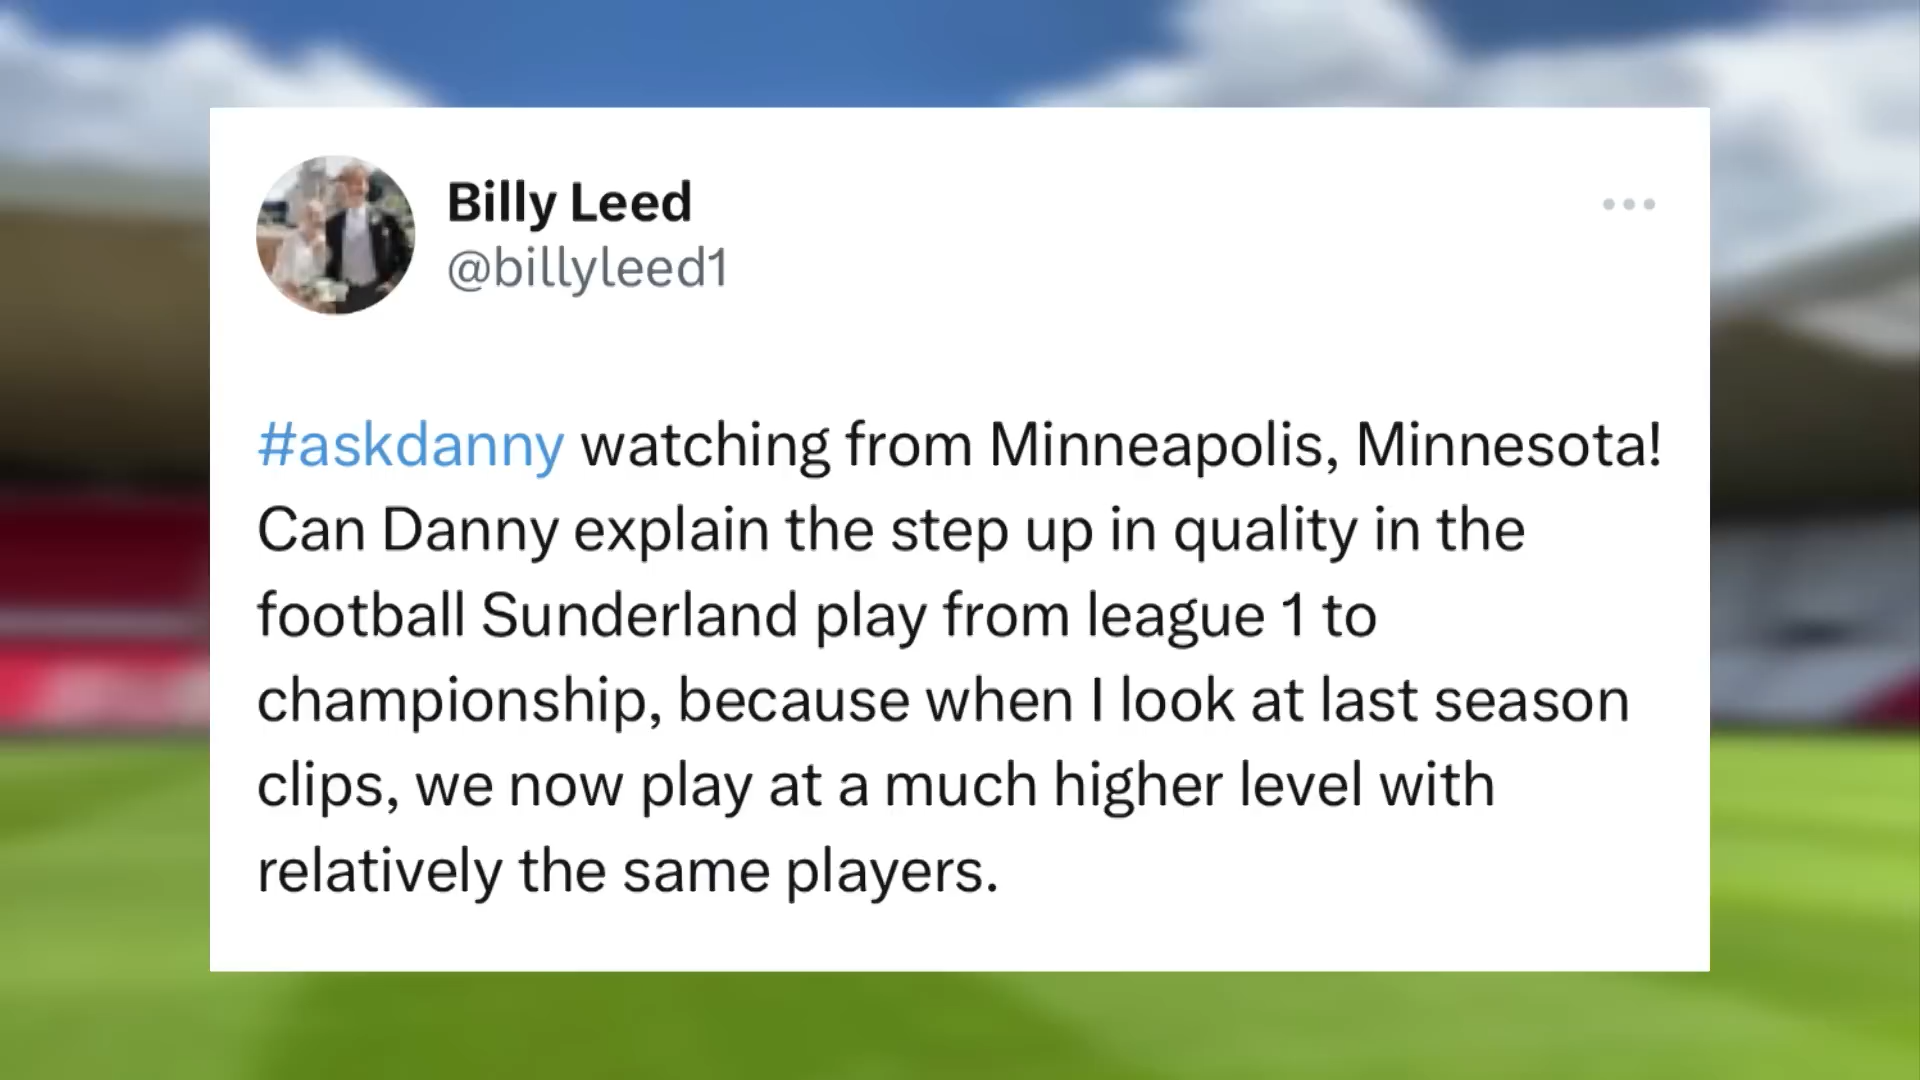 Billy Leed
@billyleed1
#askdanny watching from Minneapolis, Minnesota!
Can Danny explain the step up in quality in the
football Sunderland play from league 1 to
championship, because when I look at last season
clips, we now play at a much higher level with
relatively the same players.